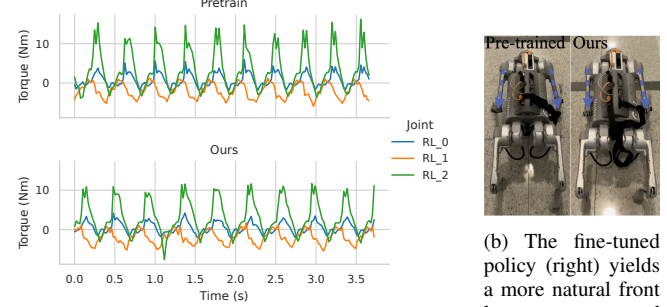 Pretrain
Torque (Nm)
10
0
Ours
Torque (Nm)
10
0
0.0 0.5 1.0 1.5 2.0 2.5 3.0 3.5
Time (s)
Joint
RL_0
RL_1
RL_2
Pre-trained Ours
(b) The fine-tuned
policy (right) yields
a more natural front